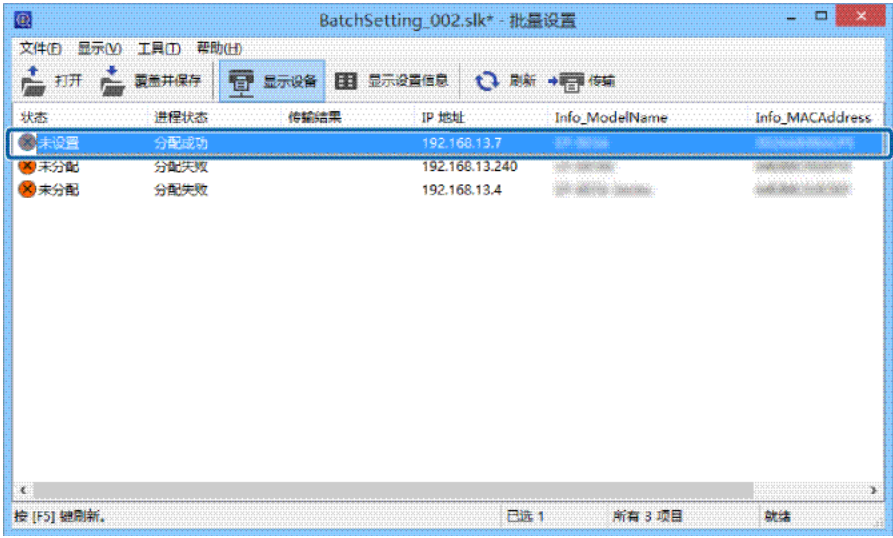 BatchSetting_002.slk* - 批量设置
文件(F) 显示(V) 工具(T) 帮助(H)
打开 覆盖并保存 显示设备 显示设置信息 刷新 传输
状态 进程状态 传输结果 IP 地址 Info_ModelName Info_MACAddress
未设置 分配成功 192.168.13.7
未分配 分配失败 192.168.13.240
未分配 分配失败 192.168.13.4
按 [F5] 键刷新。 已选 1 所有 3 项目 就绪